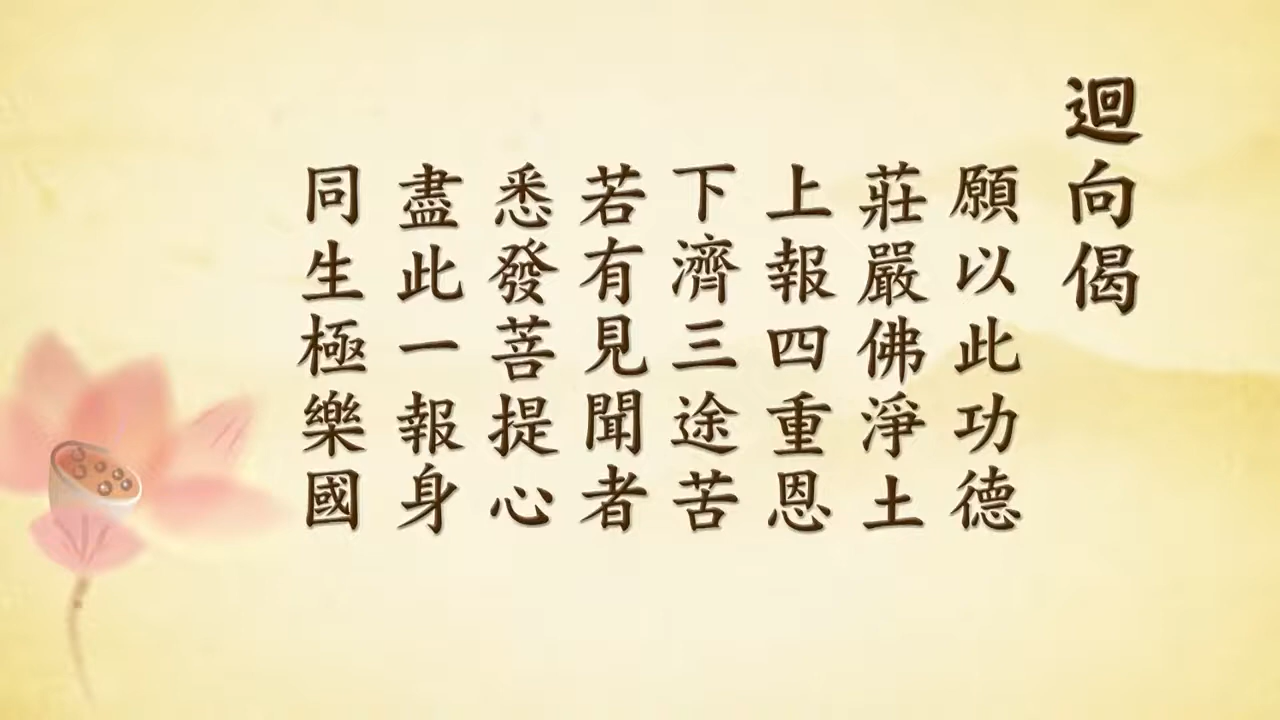 迴向偈
願以此功德
莊嚴佛淨土
上報四重恩
下濟三途苦
若有見聞者
悉發菩提心
盡此一報身
同生極樂國